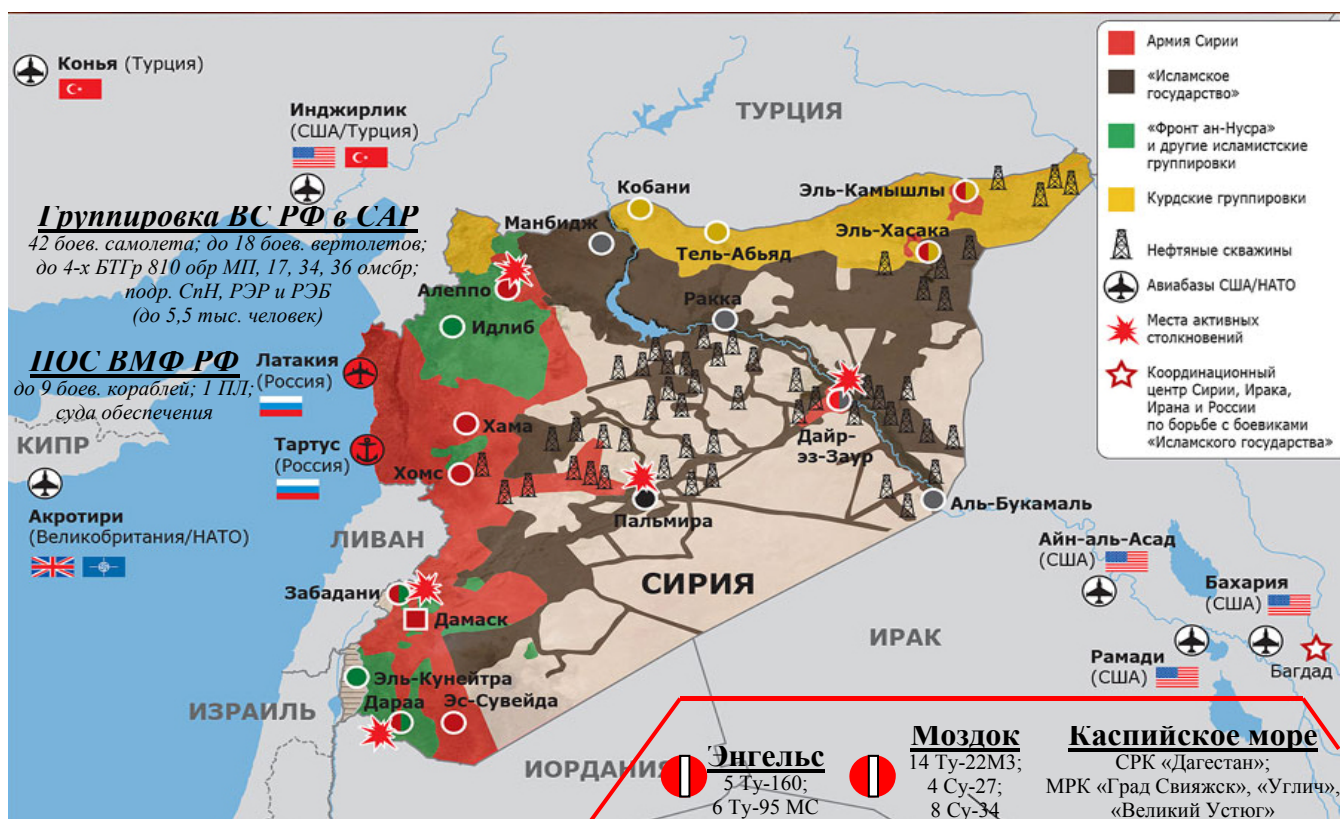 Конья (Турция)
Инджирлик
(США/Турция)
ТУРЦИЯ
Группировка ВС РФ в САР
42 боев. самолета; до 18 боев. вертолетов;
до 4-х БТГр 810 обр МП, 17, 34, 36 омсбр;
подр. СпН, РЭР и РЭБ
(до 5,5 тыс. человек)
ПОС ВМФ РФ
до 9 боев. кораблей; 1 ПЛ;
суда обеспечения
Кобани
Манбидж
Тель-Абьяд
Эль-Камышлы
Эль-Хасака
Алеппо
Идлиб
Ракка
Латакия
(Россия)
Тартус
(Россия)
Хама
Хомс
Дайр-
эз-Заур
Пальмира
Аль-Букамаль
КИПР
Акротири
(Великобритания/НАТО)
ЛИВАН
Забадани
Дамаск
СИРИЯ
Эль-Кунейтра
Дараа
Эс-Сувейда
ИЗРАИЛЬ
ИОРДАНИЯ
ИРАК
Айн-аль-Асад
(США)
Бахария
(США)
Рамади
(США)
Багдад
Армия Сирии
«Исламское
государство»
«Фронт ан-Нусра»
и другие исламистские
группировки
Курдские группировки
Нефтяные скважины
Авиабазы США/НАТО
Места активных
столкновений
Координационный
центр Сирии, Ирака,
Ирана и России
по борьбе с боевиками
«Исламского государства»
Энгельс
5 Ту-160;
6 Ту-95 МС
Моздок
14 Ту-22М3;
4 Су-27;
8 Су-34
Каспийское море
СРК «Дагестан»;
МРК «Град Свияжск», «Углич»,
«Великий Устюг»